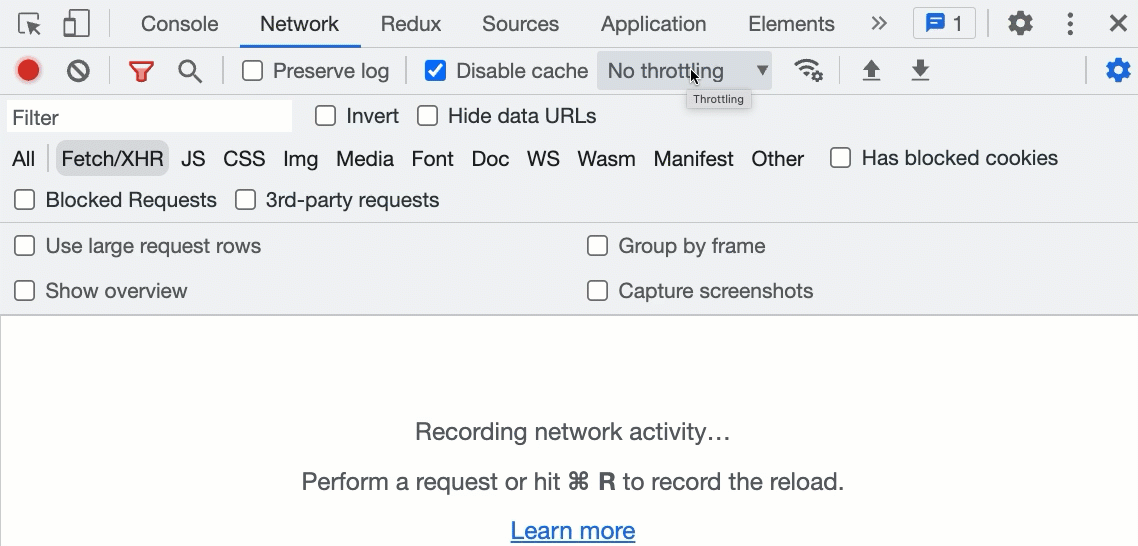 Console Network Redux Sources Application Elements 1
Preserve log Disable cache No throttling
Throttling
Filter Invert Hide data URLs
All Fetch/XHR JS CSS Img Media Font Doc WS Wasm Manifest Other Has blocked cookies
Blocked Requests 3rd-party requests
Use large request rows Group by frame
Show overview Capture screenshots
Recording network activity…
Perform a request or hit ⌘ R to record the reload.
Learn more